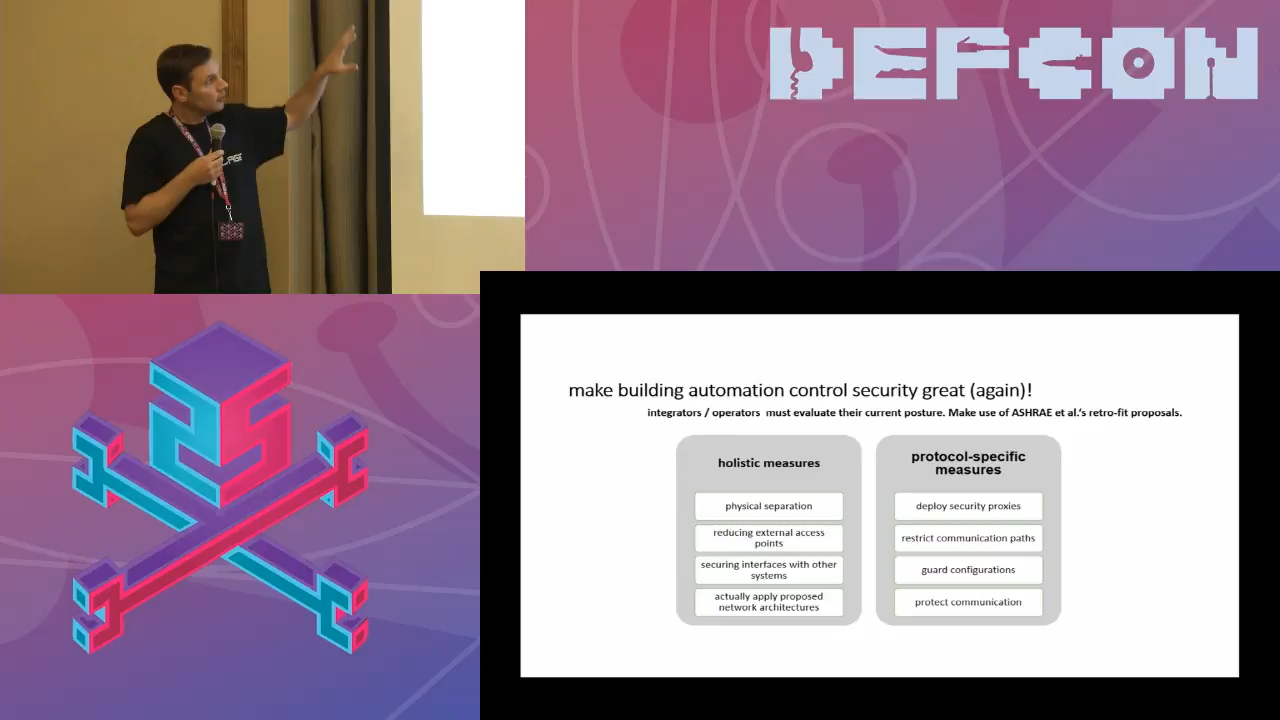 DEFCON
make building automation control security great (again)!
integrators / operators must evaluate their current posture. Make use of ASHRAE et al.'s retro-fit proposals.
holistic measures
physical separation
reducing external access
points
securing interfaces with other
systems
actually apply proposed
network architectures
protocol-specific
measures
deploy security proxies
restrict communication paths
guard configurations
protect communication